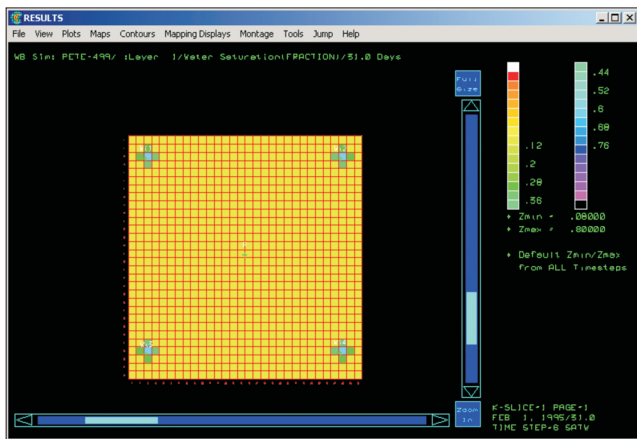 RESULTS
File View Plots Maps Contours Mapping Displays Montage Tools Jump Help
WB Sim: PETE-499/ :Layer 1/Water Saturation(FRACTION)/31.0 Days
Full
Size
.44
.52
.6
.68
.76
.12
.2
.28
.36
Zmin = .08000
Zmax = .80000
Default Zmin/Zmax
from ALL Timesteps
Zoom
In
K-SLICE=1 PAGE=1
FEB 1, 1995/31.0
TIME STEP=6 SATW